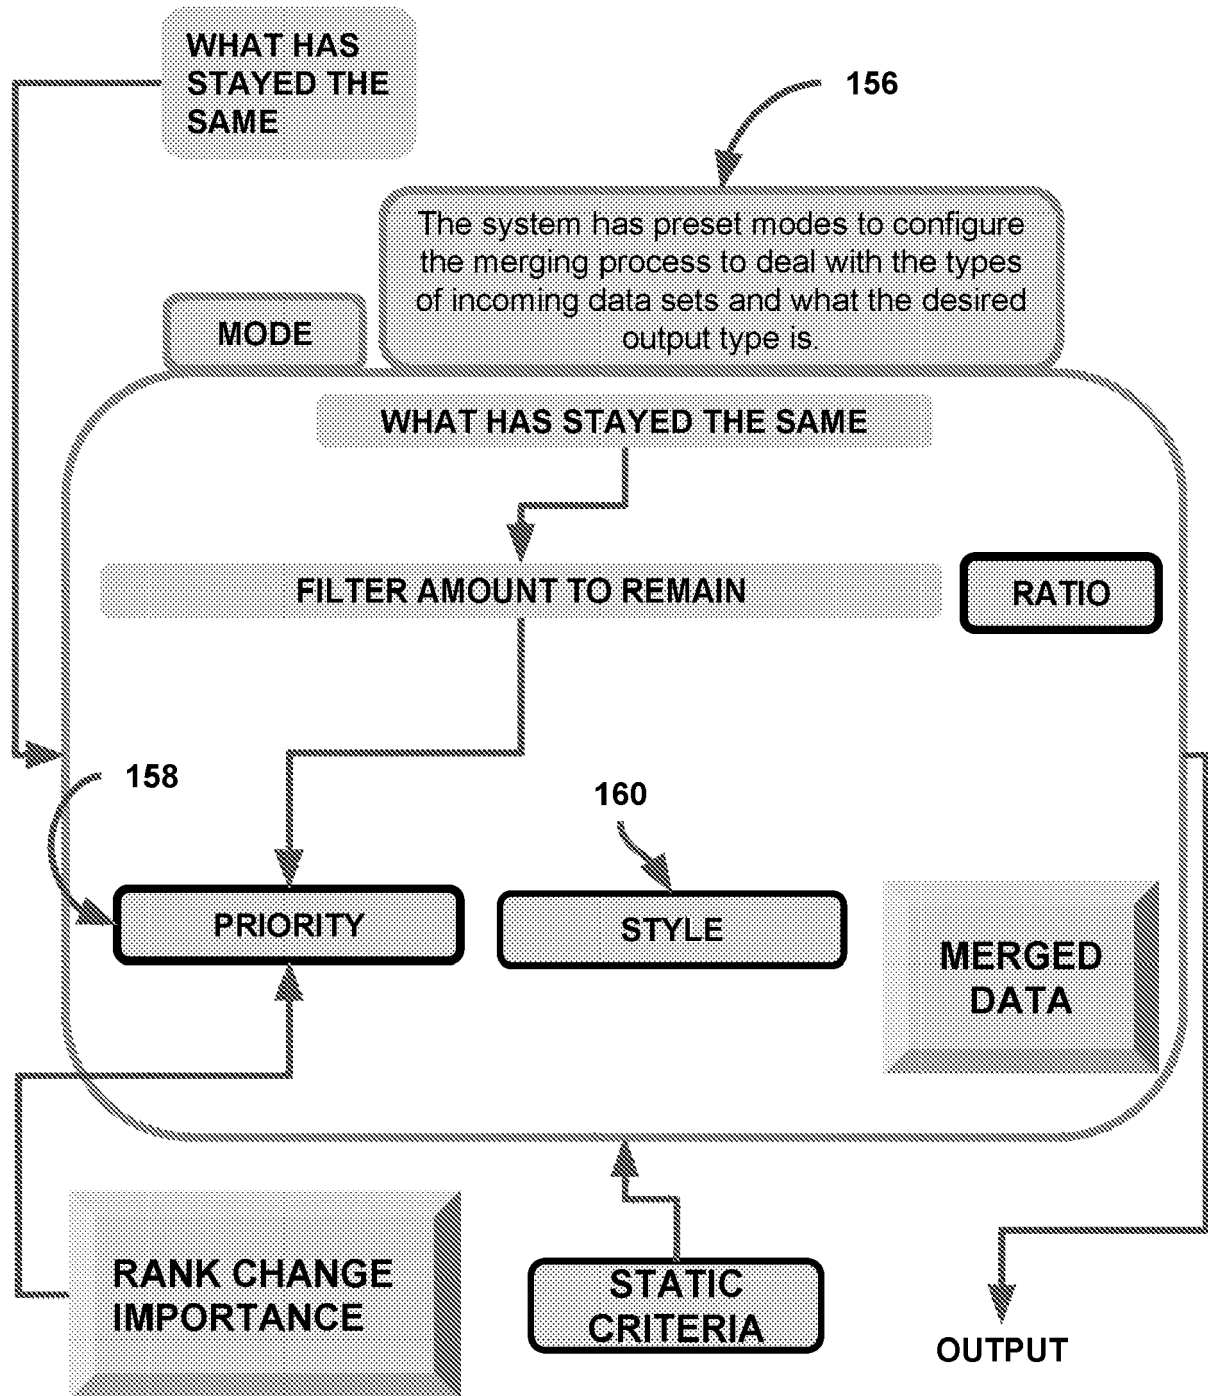 WHAT HAS
STAYED THE
SAME
156
The system has preset modes to configure
the merging process to deal with the types
of incoming data sets and what the desired
output type is.
MODE
WHAT HAS STAYED THE SAME
FILTER AMOUNT TO REMAIN
RATIO
158
160
PRIORITY
STYLE
MERGED
DATA
RANK CHANGE
IMPORTANCE
STATIC
CRITERIA
OUTPUT